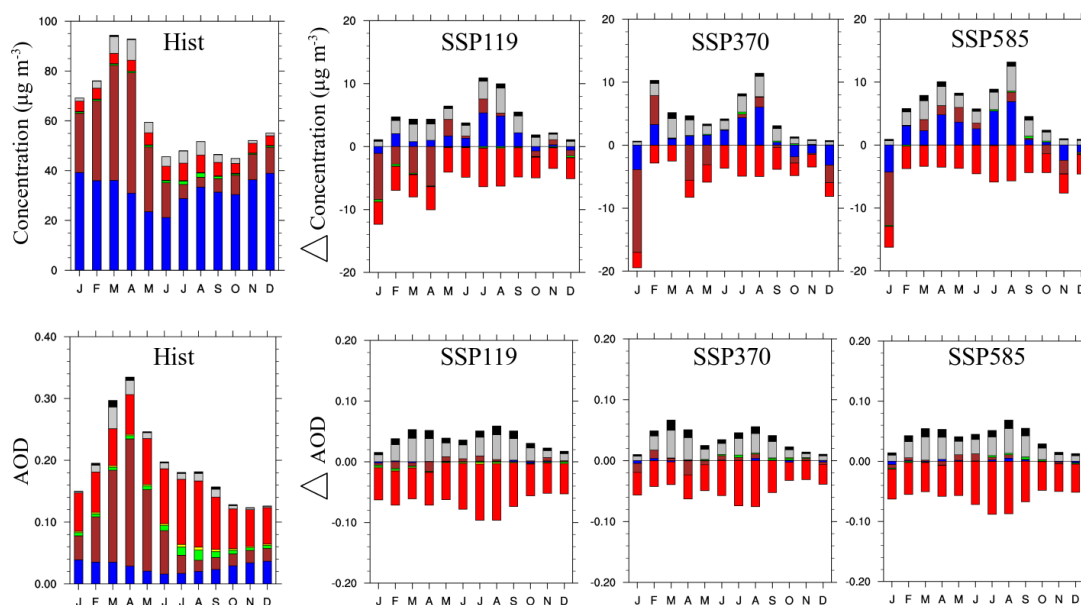 Hist
SSP119
SSP370
SSP585
Concentration (µg m⁻³)
△ Concentration (µg m⁻³)
100
80
60
40
20
0
J F M A M J J A S O N D
20
10
0
-10
-20
J F M A M J J A S O N D
20
10
0
-10
-20
J F M A M J J A S O N D
20
10
0
-10
-20
J F M A M J J A S O N D
Hist
SSP119
SSP370
SSP585
AOD
△ AOD
0.40
0.30
0.20
0.10
0.00
J F M A M J J A S O N D
0.20
0.10
0.00
-0.10
-0.20
J F M A M J J A S O N D
0.20
0.10
0.00
-0.10
-0.20
J F M A M J J A S O N D
0.20
0.10
0.00
-0.10
-0.20
J F M A M J J A S O N D